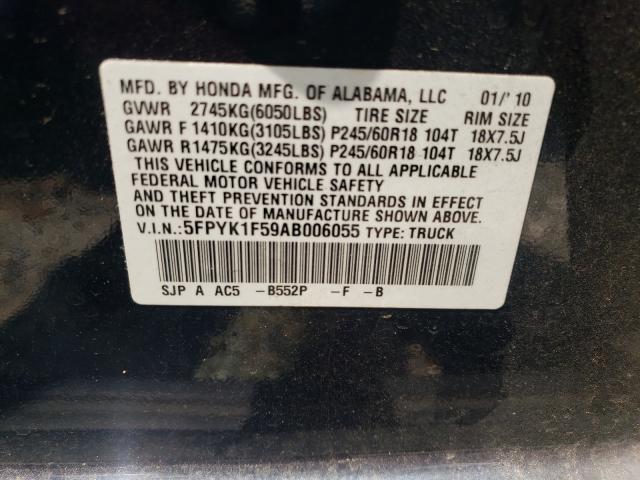 MFD. BY HONDA MFG. OF ALABAMA, LLC 01/'10
GVWR 2745KG(6050LBS) TIRE SIZE RIM SIZE
GAWR F 1410KG(3105LBS) P245/60R18 104T 18X7.5J
GAWR R1475KG(3245LBS) P245/60R18 104T 18X7.5J
THIS VEHICLE CONFORMS TO ALL APPLICABLE
FEDERAL MOTOR VEHICLE SAFETY
AND THEFT PREVENTION STANDARDS IN EFFECT
ON THE DATE OF MANUFACTURE SHOWN ABOVE.
V.I.N.:5FPYK1F59AB006055 TYPE: TRUCK
SJP A AC5 -B552P -F -B